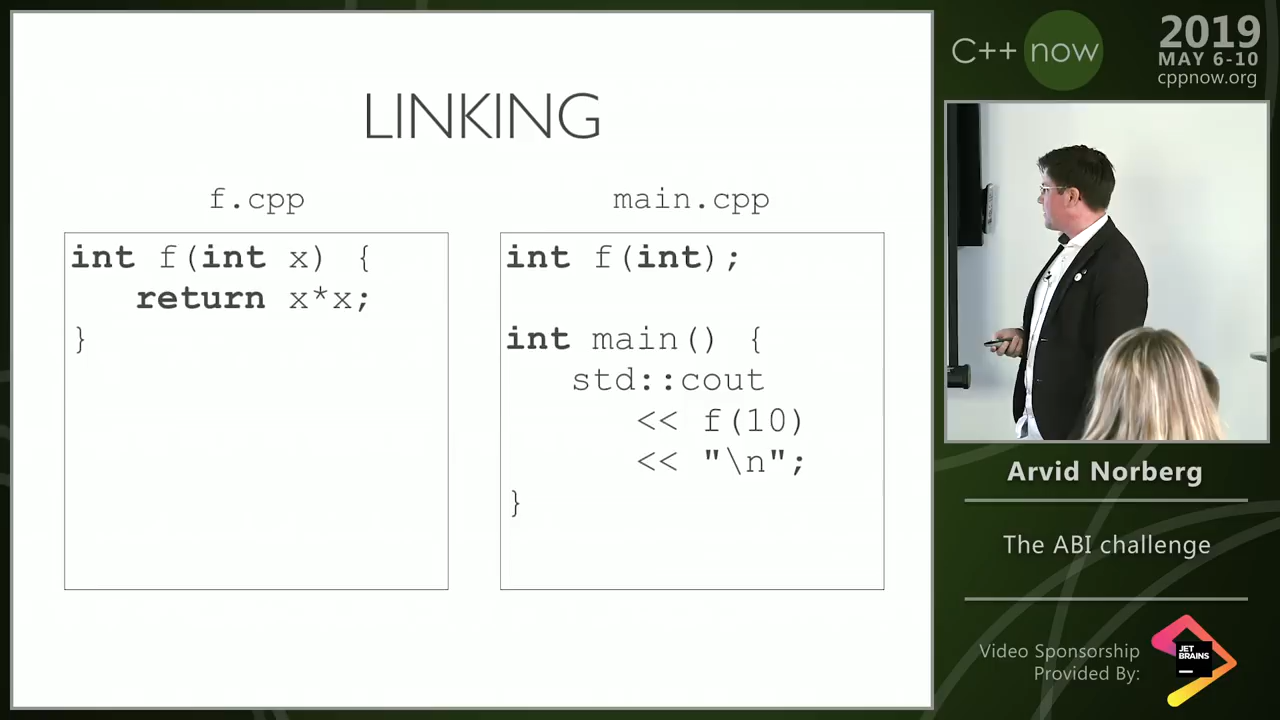 LINKING
f.cpp
int f(int x) {
    return x*x;
}
main.cpp
int f(int);

int main() {
   std::cout
       << f(10)
       << "\n";
}
C++ now
2019
MAY 6-10
cppnow.org
Arvid Norberg
The ABI challenge
Video Sponsorship
Provided By:
JET
BRAINS